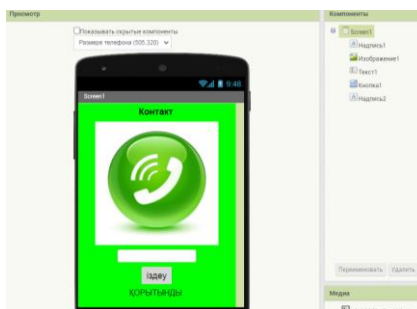 Просмотр
Показывать скрытые компоненты
Размере телефона (505,320)
9:48
Screen1
Контакт
іздеу
ҚОРЫТЫНДЫ
Компоненты
Screen1
Надпись1
Изображение1
Текст1
Кнопка1
Надпись2
Переименовать Удалить
Медиа